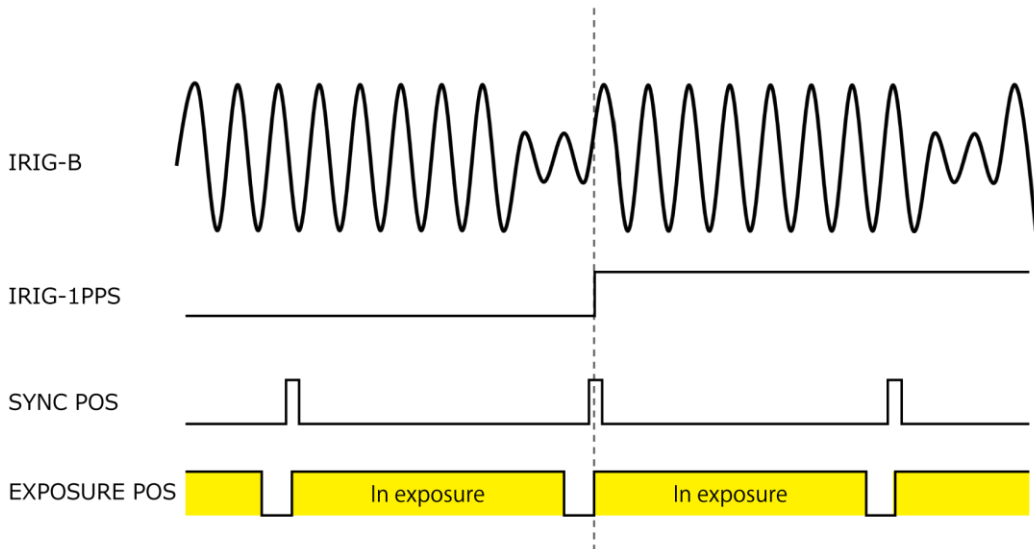 IRIG-B
IRIG-1PPS
SYNC POS
EXPOSURE POS
In exposure
In exposure